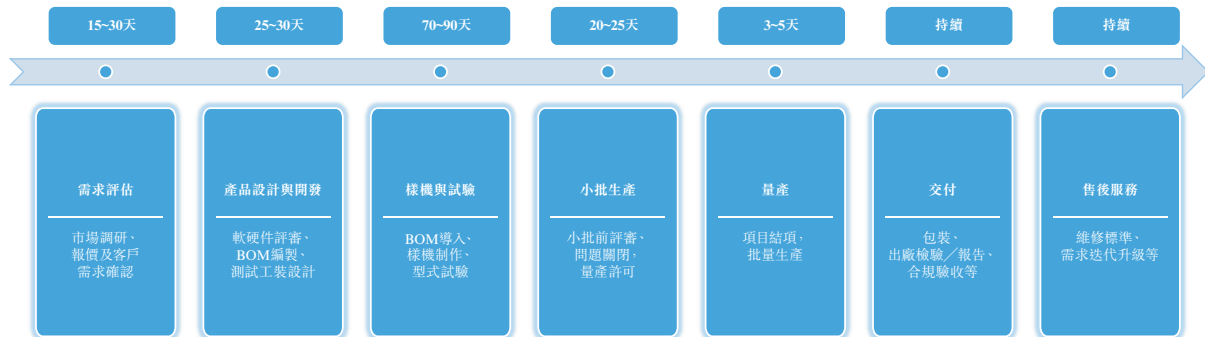 15~30天
25~30天
70~90天
20~25天
3~5天
持續
持續
需求評估
市場調研、
報價及客戶
需求確認
產品設計與開發
軟硬件評審、
BOM編製、
測試工裝設計
樣機與試驗
BOM導入、
樣機制作、
型式試驗
小批生產
小批前評審、
問題關閉，
量産許可
量產
項目結項，
批量生産
交付
包裝、
出廠檢驗／報告、
合規驗收等
售後服務
維修標準、
需求迭代升級等